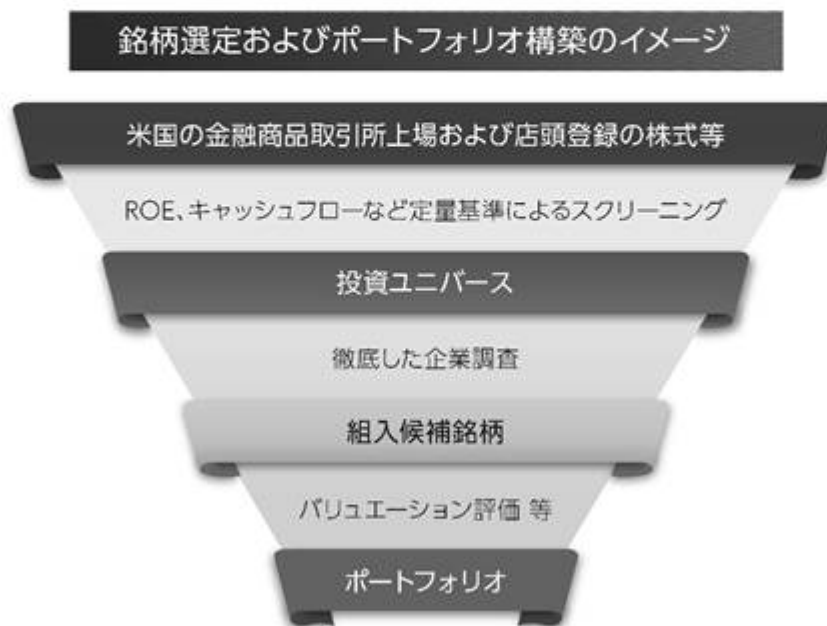 銘柄選定およびポートフォリオ構築のイメージ
米国の金融商品取引所上場および店頭登録の株式等
ROE、キャッシュフローなど定量基準によるスクリーニング
投資ユニバース
徹底した企業調査
組入候補銘柄
バリュエーション評価 等
ポートフォリオ